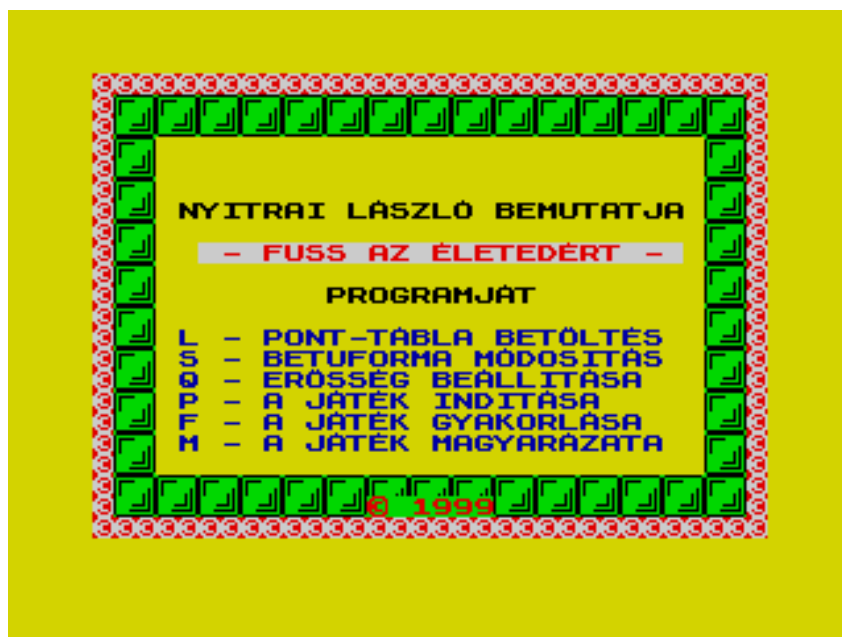 NYITRAI LÁSZLÓ BEMUTATJA
- FUSS AZ ÉLETEDÉRT -
PROGRAMJÁT
L - PONT-TÁBLA BETÖLTÉS
S - BETUFORMA MÓDOSITÁS
Q - ERÖSSÉG BEÁLLITÁSA
P - A JÁTÉK INDITÁSA
F - A JÁTÉK GYAKORLÁSA
M - A JÁTÉK MAGYARÁZATA
© 1999